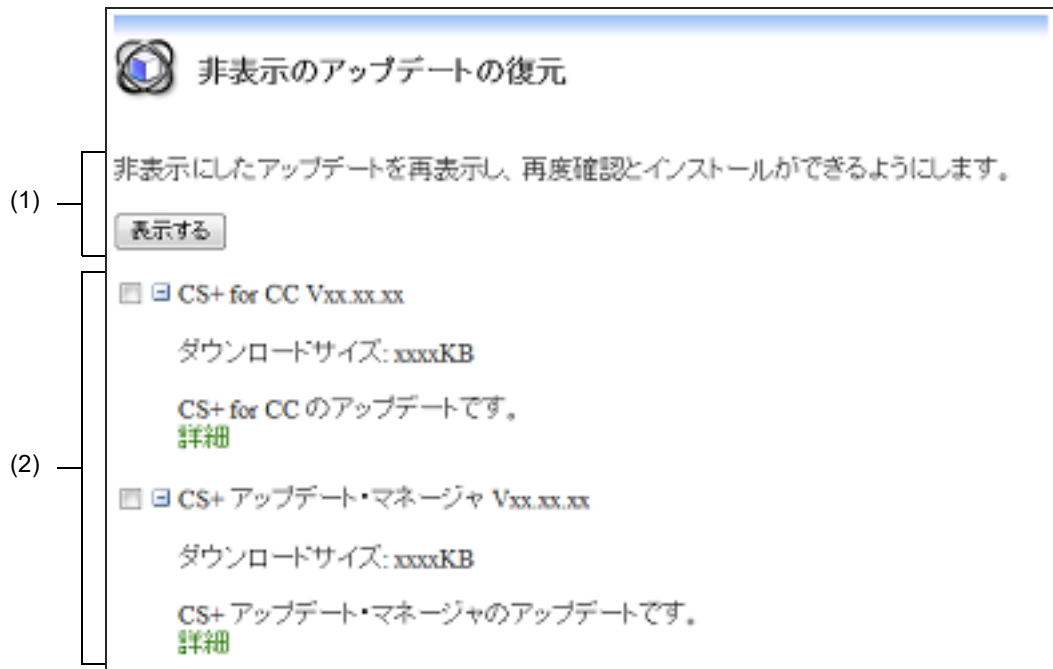 非表示のアップデートの復元
(1)
非表示にしたアップデートを再表示し、再度確認とインストールができるようにします。
表示する
(2)
CS+ for CC Vxx.xx.xx
ダウンロードサイズ: xxxxKB
CS+ for CC のアップデートです。
詳細
CS+ アップデート・マネージャ Vxx.xx.xx
ダウンロードサイズ: xxxxKB
CS+ アップデート・マネージャのアップデートです。
詳細